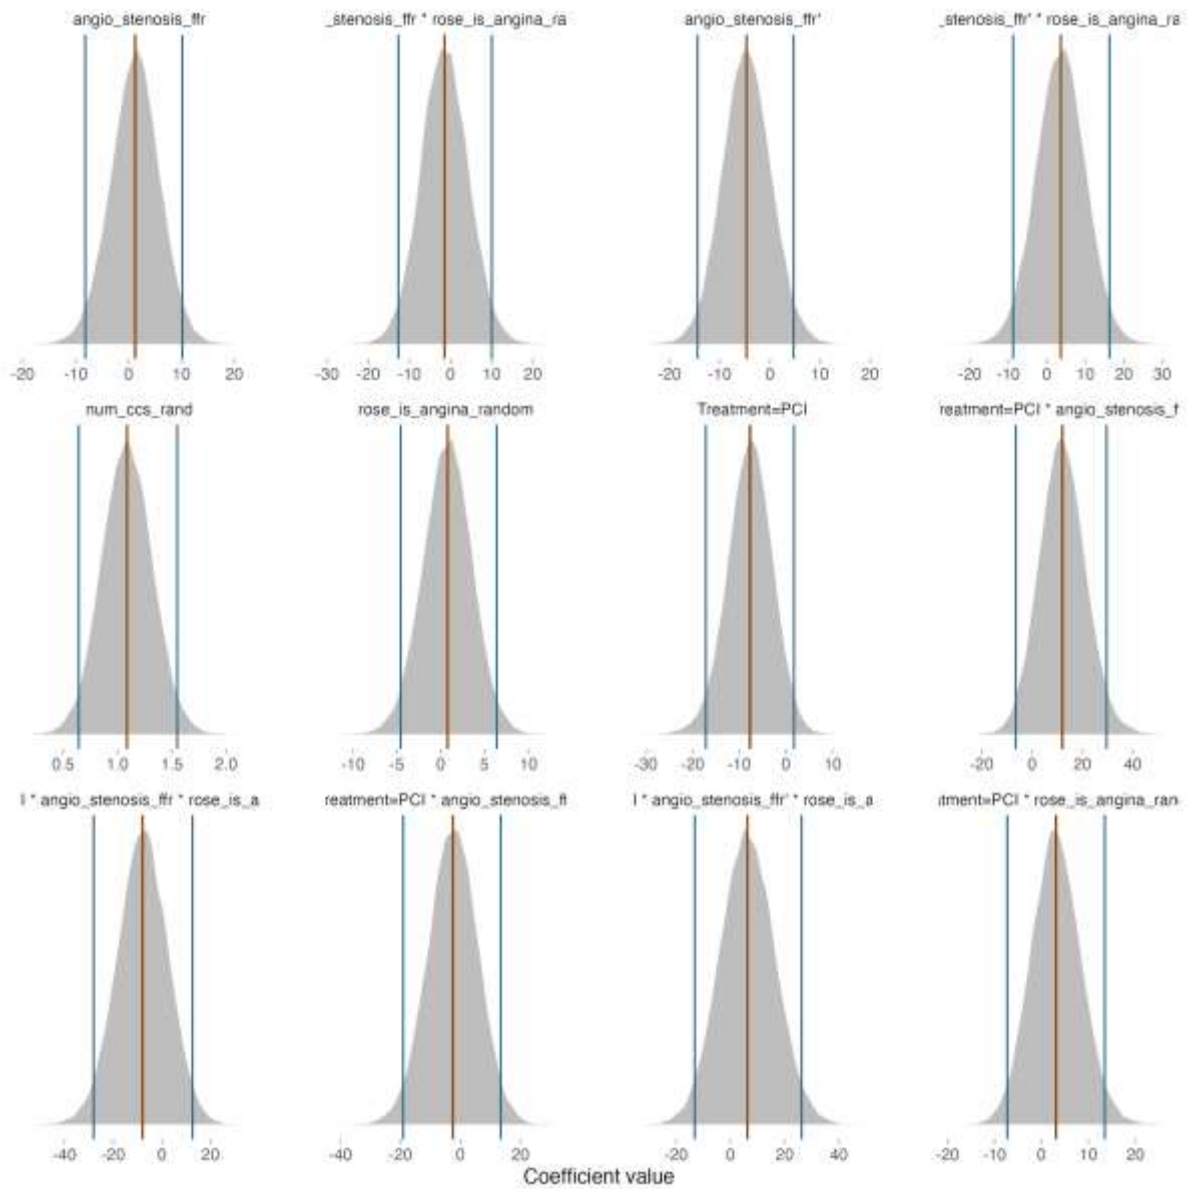 angio_stenosis_ffr _stenosis_ffr * rose_is_angina_ra angio_stenosis_ffr' _stenosis_ffr' * rose_is_angina_ra
-20 -10 0 10 20 -30 -20 -10 0 10 20 -20 -10 0 10 20 -20 -10 0 10 20 30
num_ccs_rand rose_is_angina_random Treatment=PCI reatment=PCI * angio_stenosis_f
0.5 1.0 1.5 2.0 -10 -5 0 5 10 -30 -20 -10 0 10 -20 0 20 40
l * angio_stenosis_ffr * rose_is_a reatment=PCI * angio_stenosis_ff l * angio_stenosis_ffr' * rose_is_a tment=PCI * rose_is_angina_ran
-40 -20 0 20 -40 -20 0 20 -20 0 20 40 -20 -10 0 10 20
Coefficient value